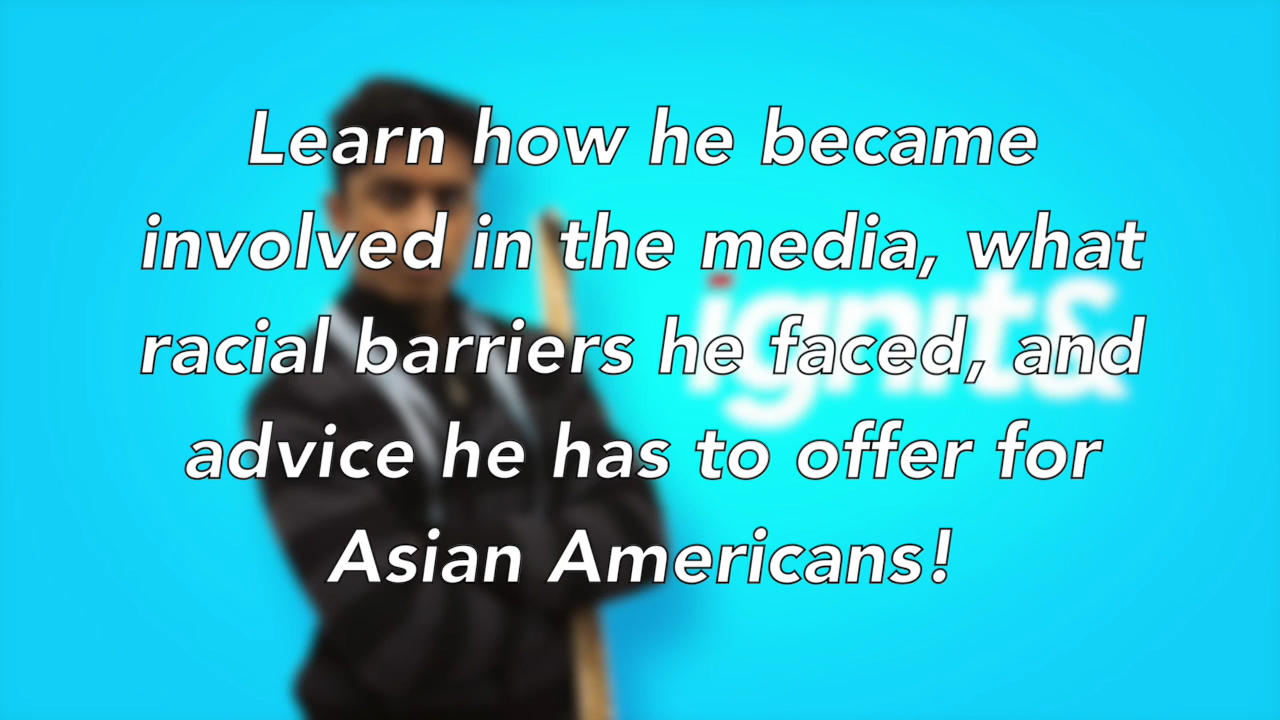 Learn how he became
involved in the media, what
racial barriers he faced, and
advice he has to offer for
Asian Americans!
ignit&